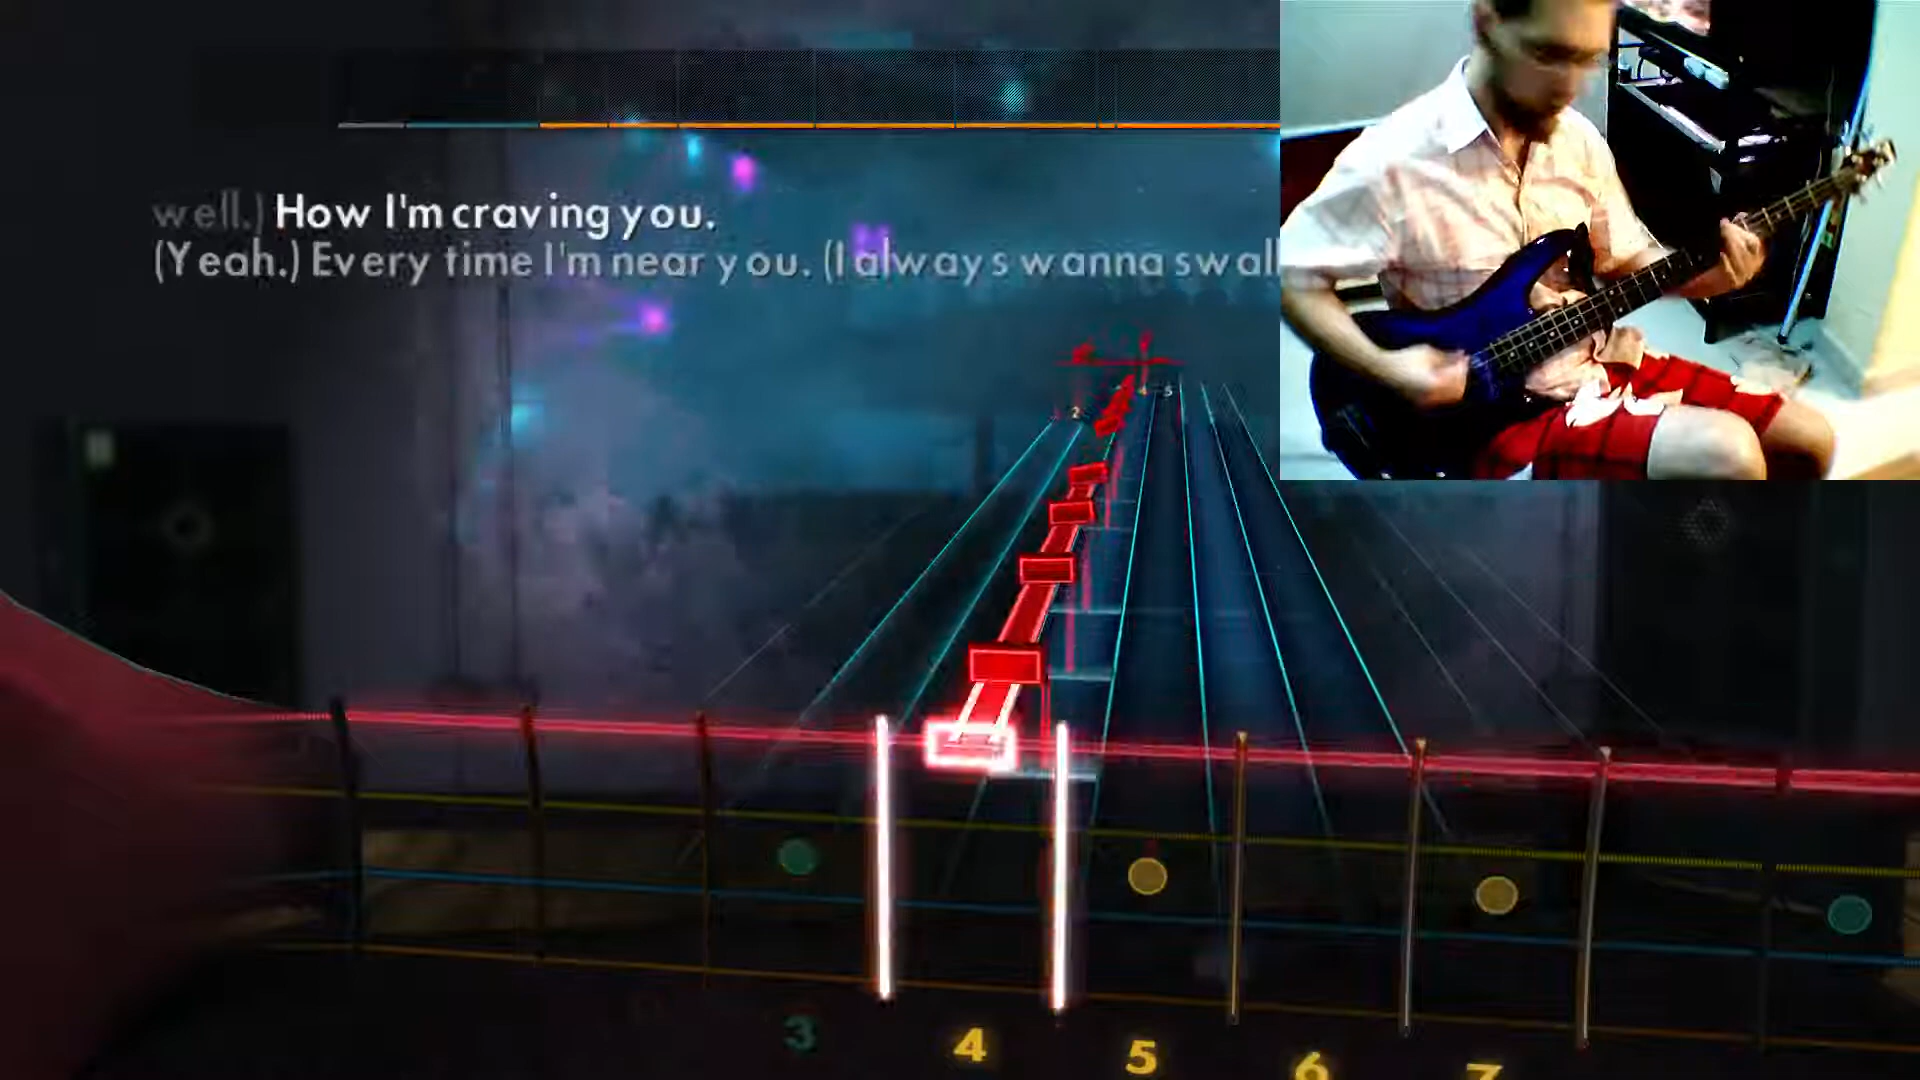 well.) How I'm craving you.
(Yeah.) Every time I'm near you. (I always wanna swall
2 4 5
3 4 5 6 7